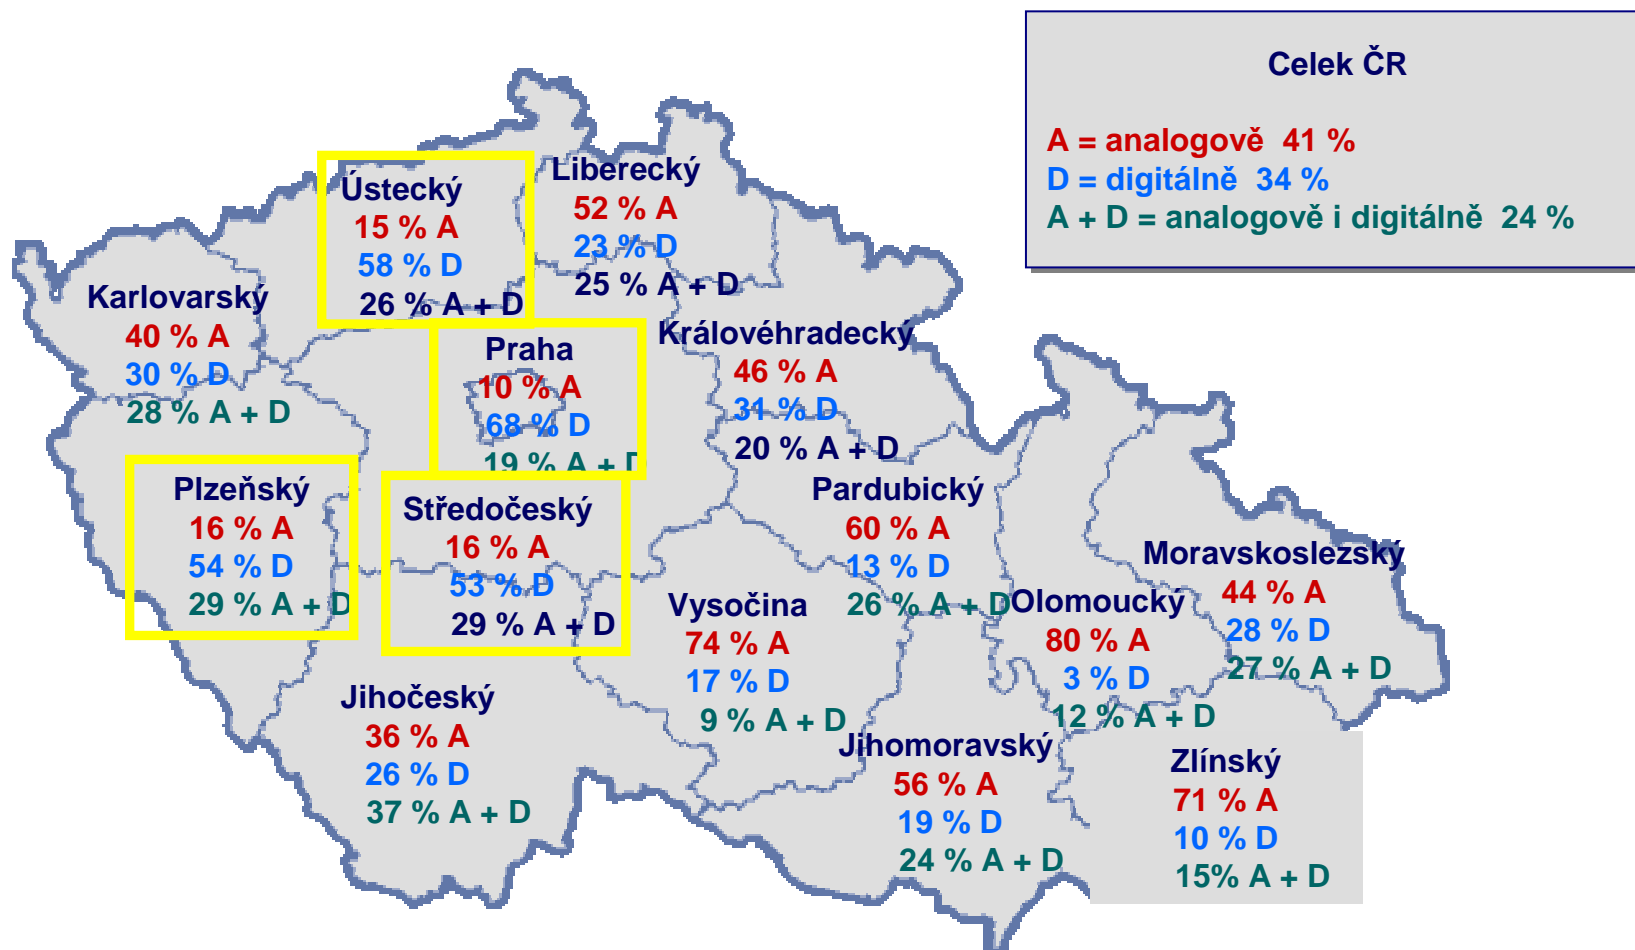 Celek ČR
A = analogově 41 %
D = digitálně 34 %
A + D = analogově i digitálně 24 %
Ústecký
15 % A
58 % D
26 % A + D
Liberecký
52 % A
23 % D
25 % A + D
Karlovarský
40 % A
30 % D
28 % A + D
Praha
10 % A
68 % D
19 % A + D
Královéhradecký
46 % A
31 % D
20 % A + D
Plzeňský
16 % A
54 % D
29 % A + D
Středočeský
16 % A
53 % D
29 % A + D
Pardubický
60 % A
13 % D
26 % A + D
Moravskoslezský
44 % A
28 % D
27 % A + D
Vysočina
74 % A
17 % D
9 % A + D
Olomoucký
80 % A
3 % D
12 % A + D
Jihočeský
36 % A
26 % D
37 % A + D
Jihomoravský
56 % A
19 % D
24 % A + D
Zlínský
71 % A
10 % D
15% A + D